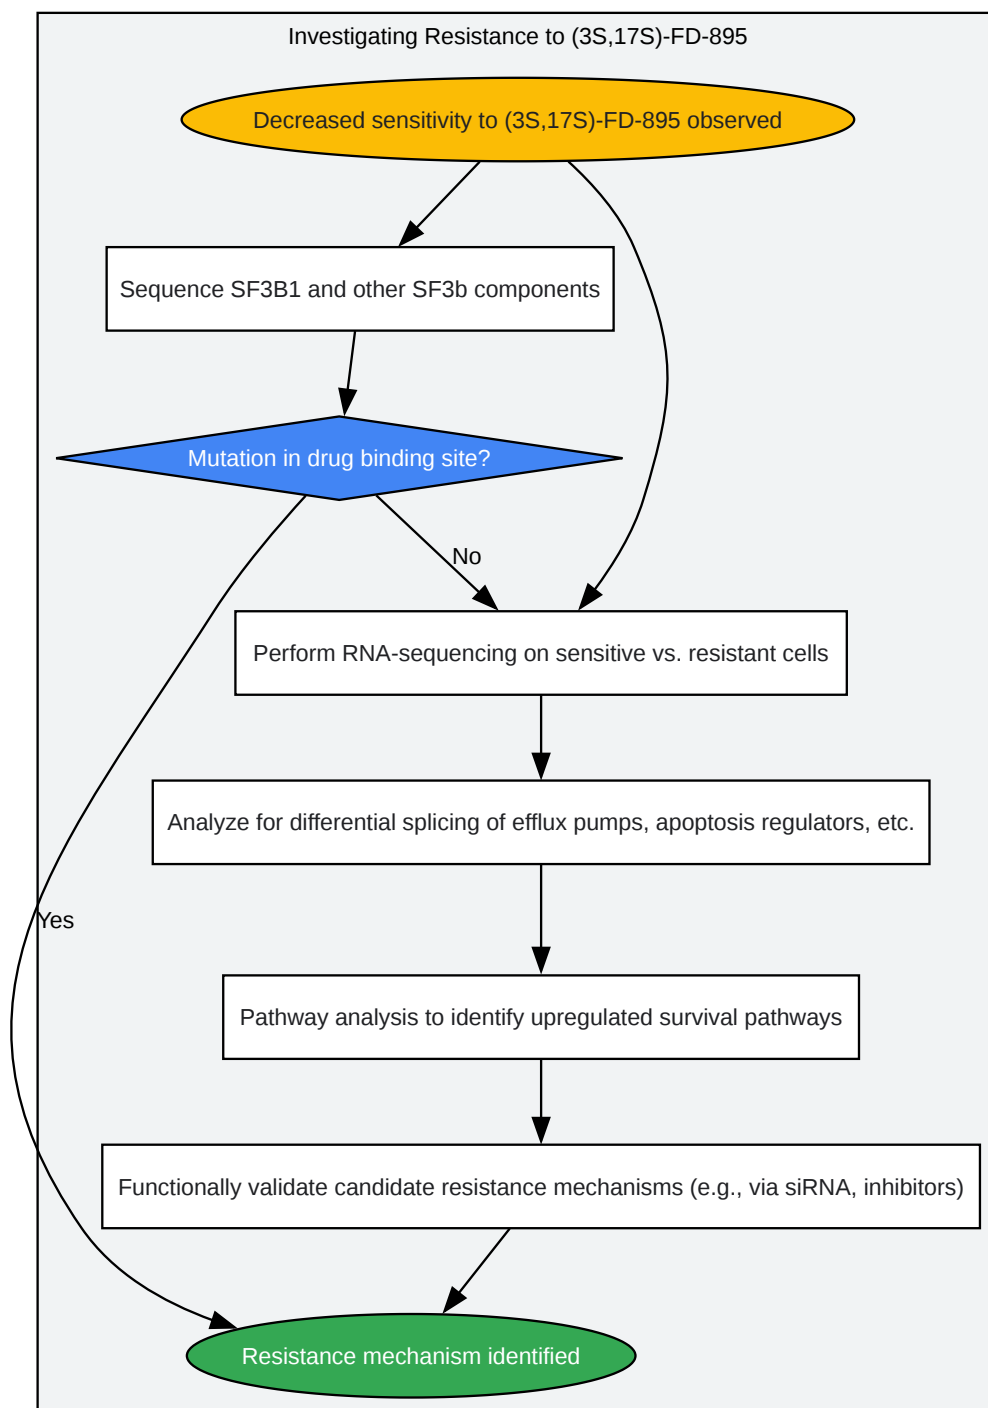 Investigating Resistance to (3S,17S)-FD-895
Decreased sensitivity to (3S,17S)-FD-895 observed
Sequence SF3B1 and other SF3b components
Mutation in drug binding site?
No
Perform RNA-sequencing on sensitive vs. resistant cells
Analyze for differential splicing of efflux pumps, apoptosis regulators, etc.
Yes
Pathway analysis to identify upregulated survival pathways
Functionally validate candidate resistance mechanisms (e.g., via siRNA, inhibitors)
Resistance mechanism identified